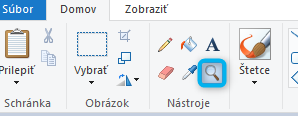 Súbor Domov Zobraziť
A
Prilepiť Vybrať Štetce
Schránka Obrázok Nástroje